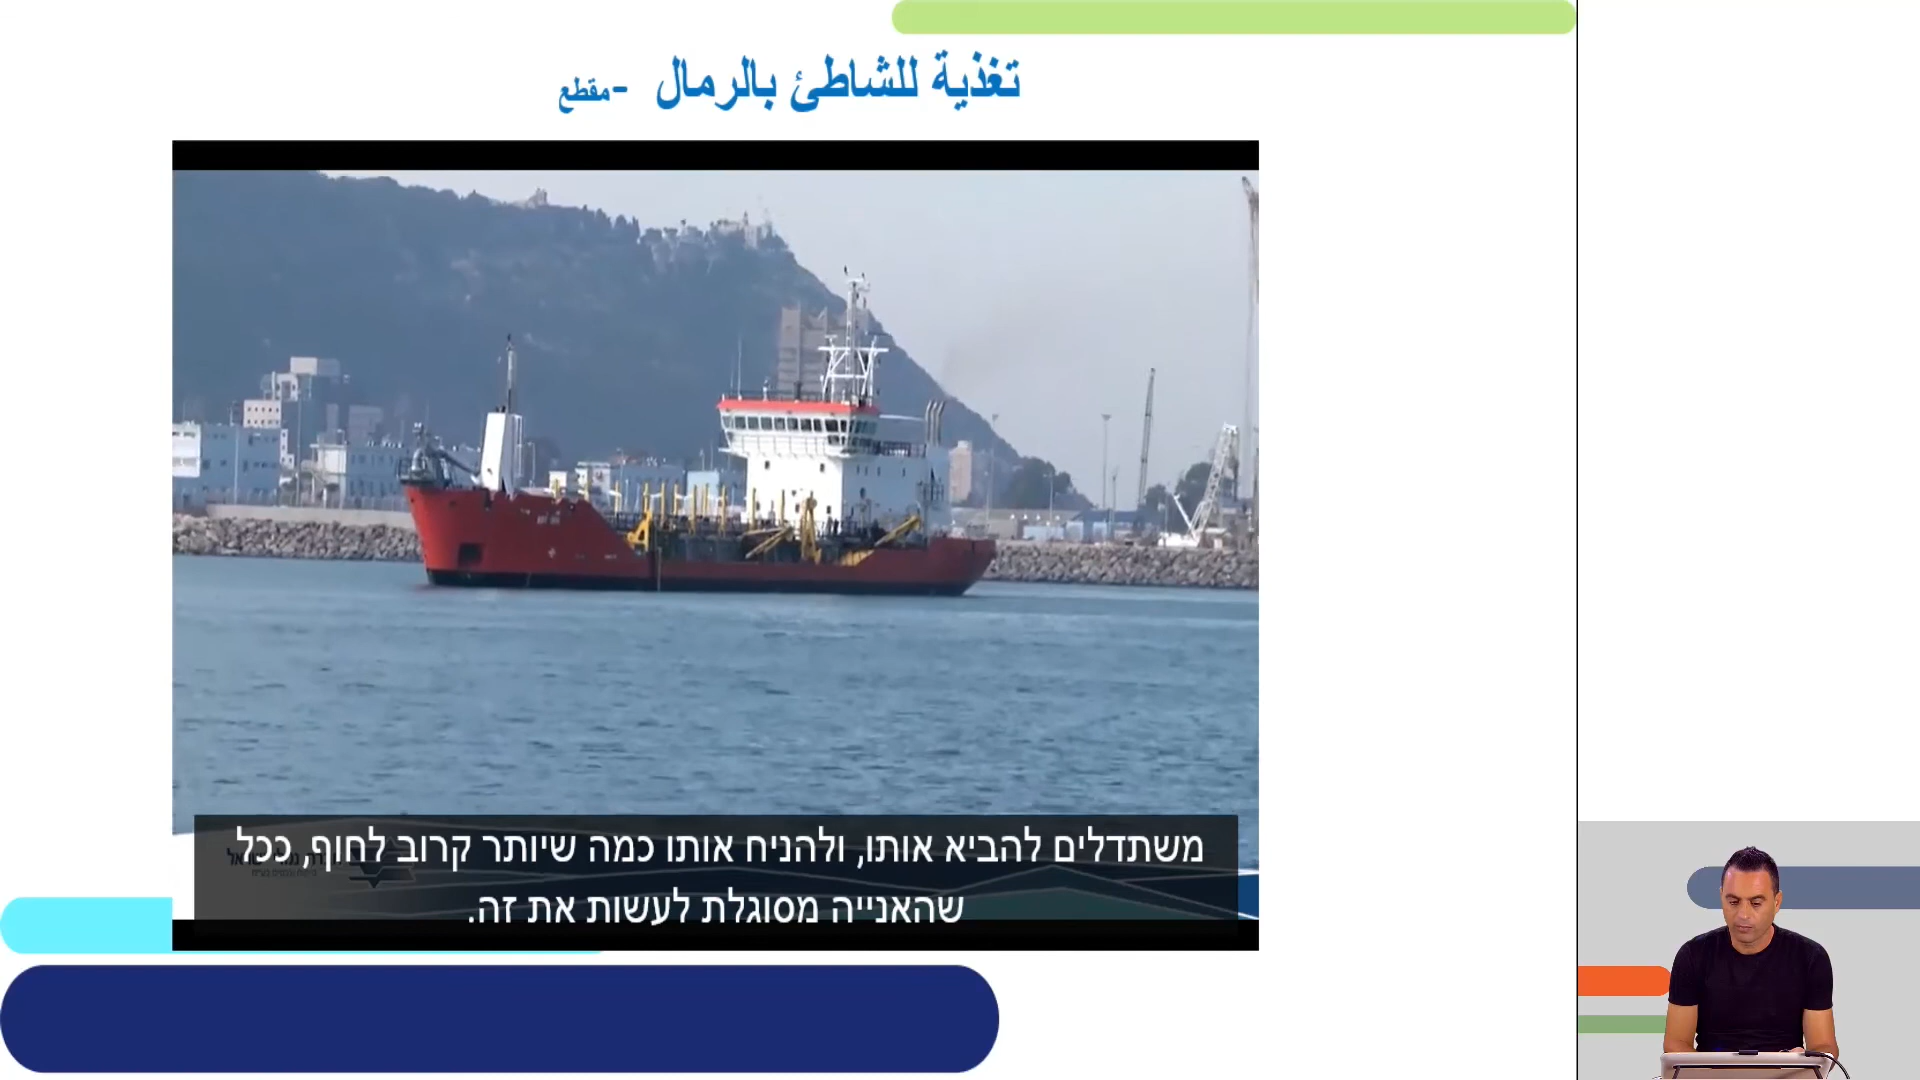 تغذية للشاطئ بالرمال -مقطع
משתדלים להביא אותו, ולהניח אותו כמה שיותר קרוב לחוף, ככל
שהאנייה מסוגלת לעשות את זה.